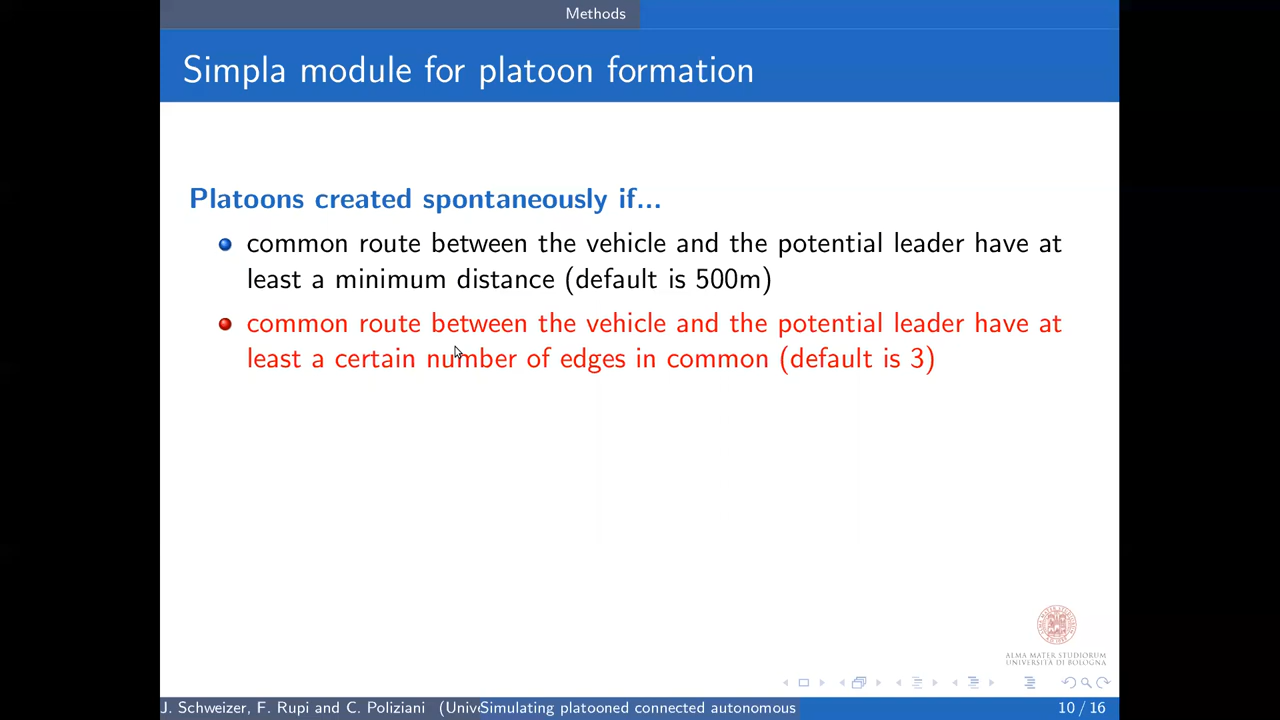 Methods
Simpla module for platoon formation
Platoons created spontaneously if...
common route between the vehicle and the potential leader have at
least a minimum distance (default is 500m)
common route between the vehicle and the potential leader have at
least a certain number of edges in common (default is 3)
ALMA MATER STUDIORUM
UNIVERSITÀ DI BOLOGNA
J. Schweizer, F. Rupi and C. Poliziani (Unive Simulating platooned connected autonomous 10 / 16